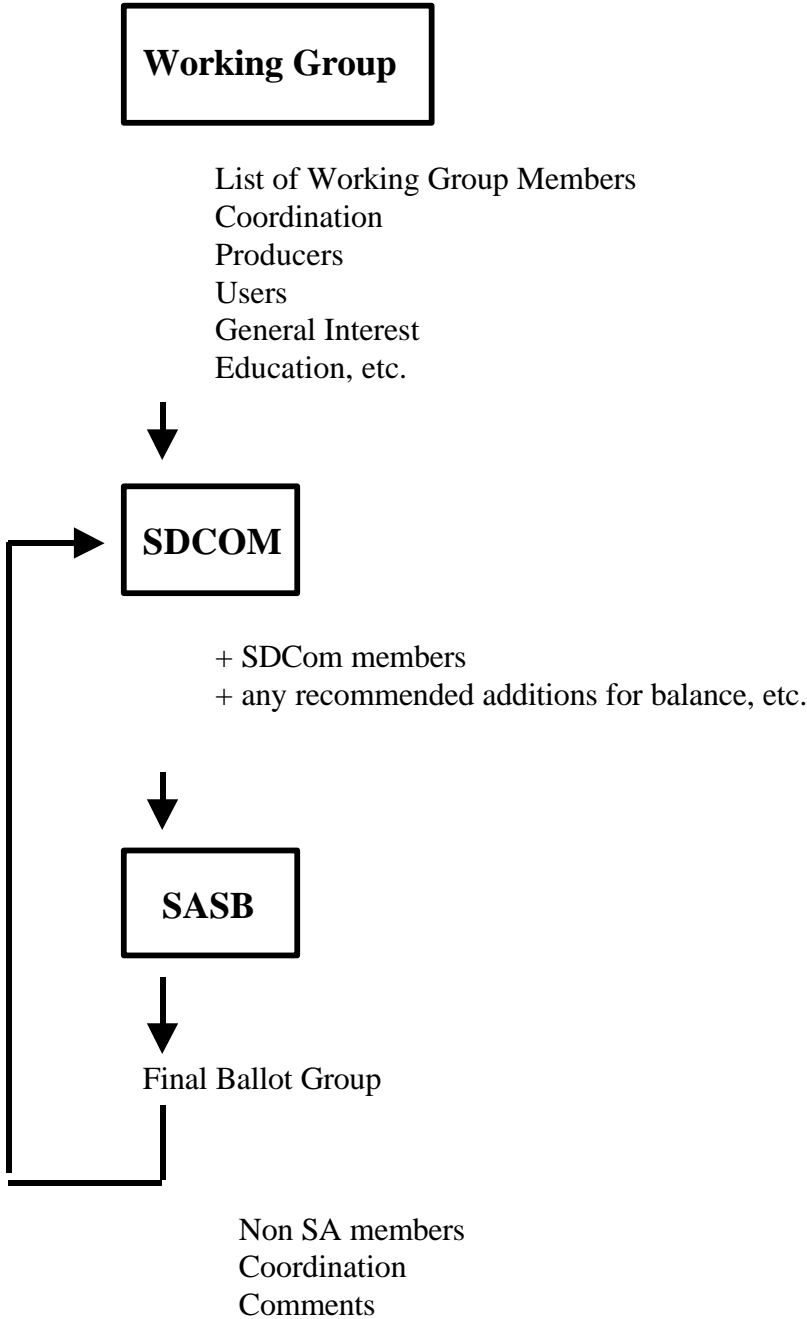 Working Group
List of Working Group Members
Coordination
Producers
Users
General Interest
Education, etc.
SDCOM
+ SDCom members
+ any recommended additions for balance, etc.
SASB
Final Ballot Group
Non SA members
Coordination
Comments